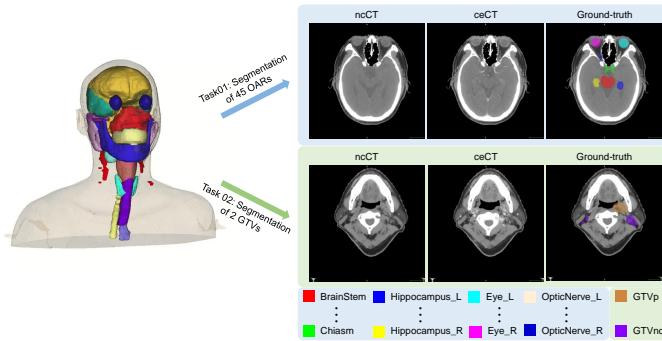 ncCT ceCT Ground-truth
Task01: Segmentation
of 45 OARs
ncCT ceCT Ground-truth
Task 02: Segmentation
of 2 GTVs
BrainStem Hippocampus_L Eye_L OpticNerve_L GTVp
Chiasm Hippocampus_R Eye_R OpticNerve_R GTVnd